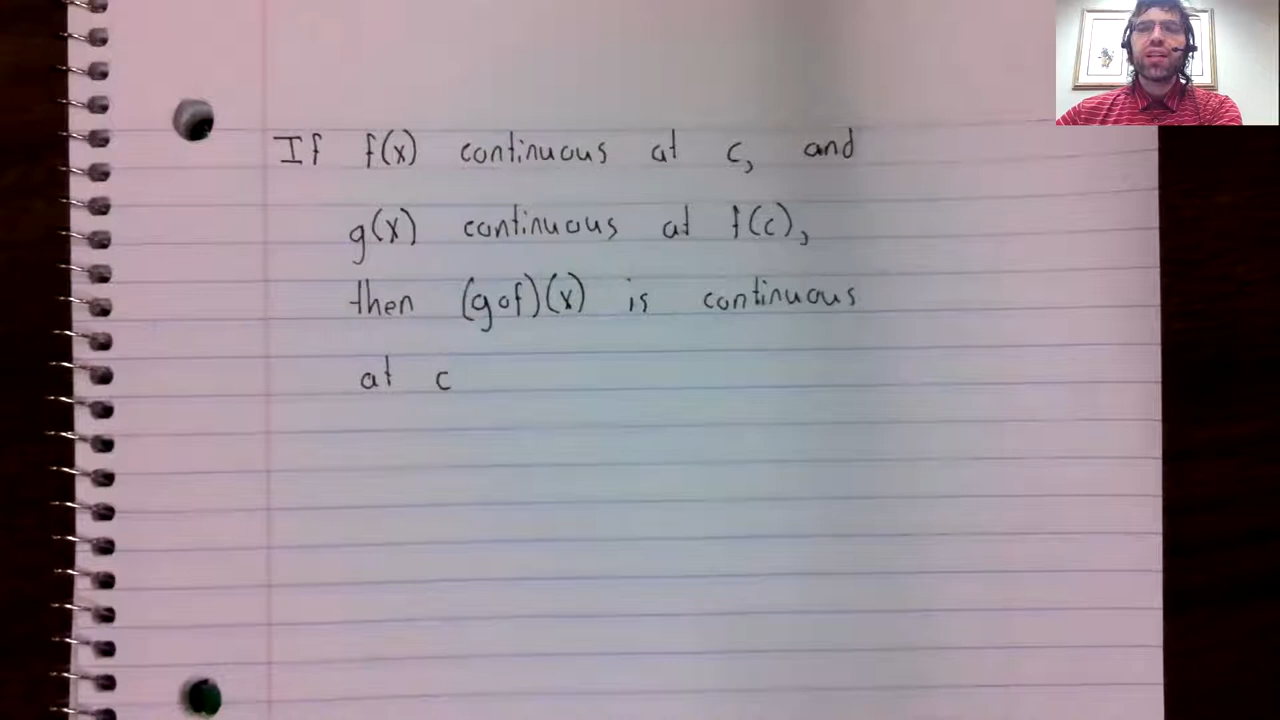 If f(x) continuous at c, and
g(x) continuous at f(c),
then (g∘f)(x) is continuous
at c